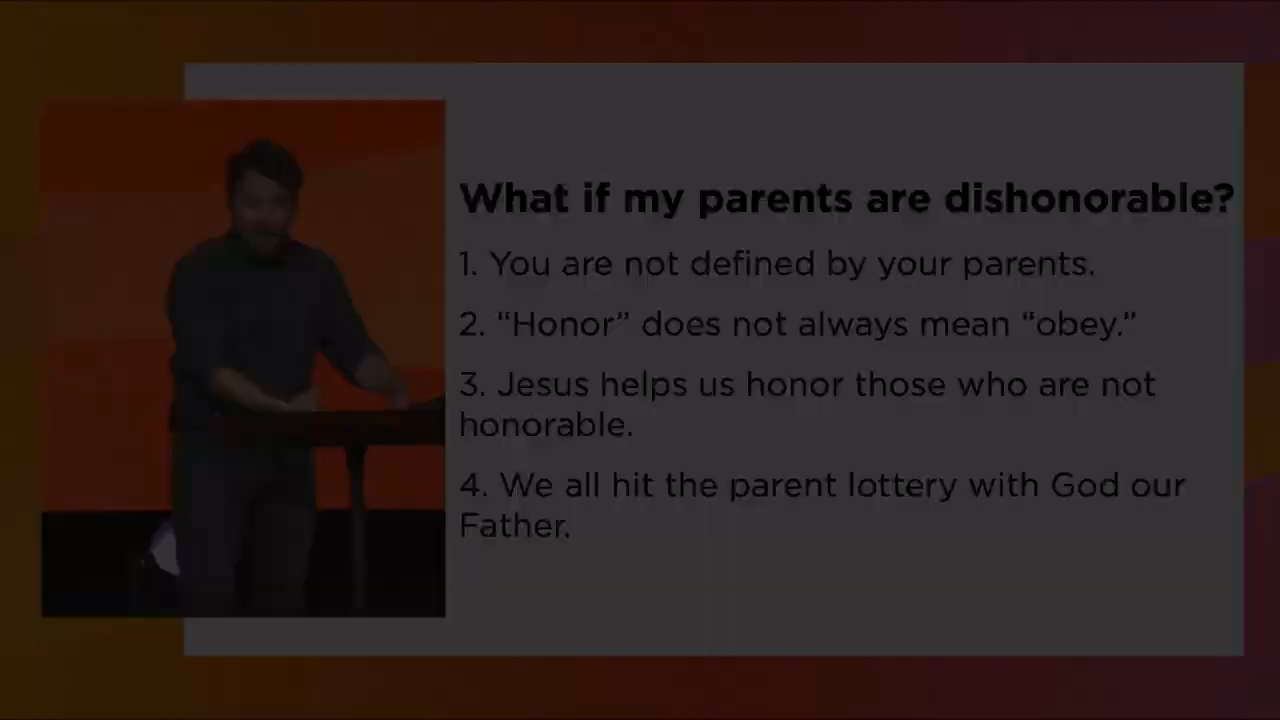 What if my parents are dishonorable?
1. You are not defined by your parents.
2. “Honor” does not always mean “obey.”
3. Jesus helps us honor those who are not
honorable.
4. We all hit the parent lottery with God our
Father.